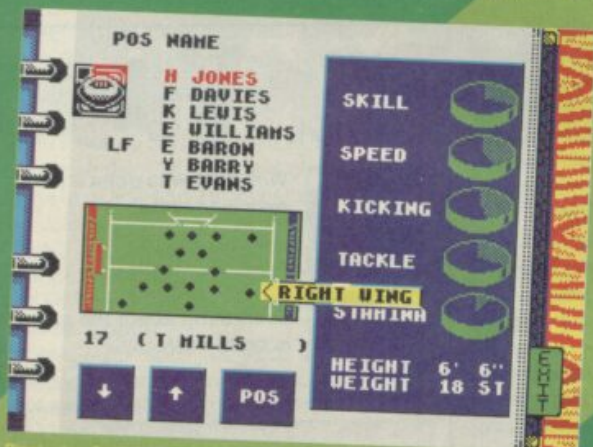 POS NAME
H JONES
F DAVIES
K LEWIS
E WILLIAMS
LF E BARON
Y BARRY
T EVANS
RIGHT WING
17 (T MILLS )
POS
SKILL
SPEED
KICKING
TACKLE
STAMINA
HEIGHT 6' 6"
WEIGHT 18 ST
EXIT